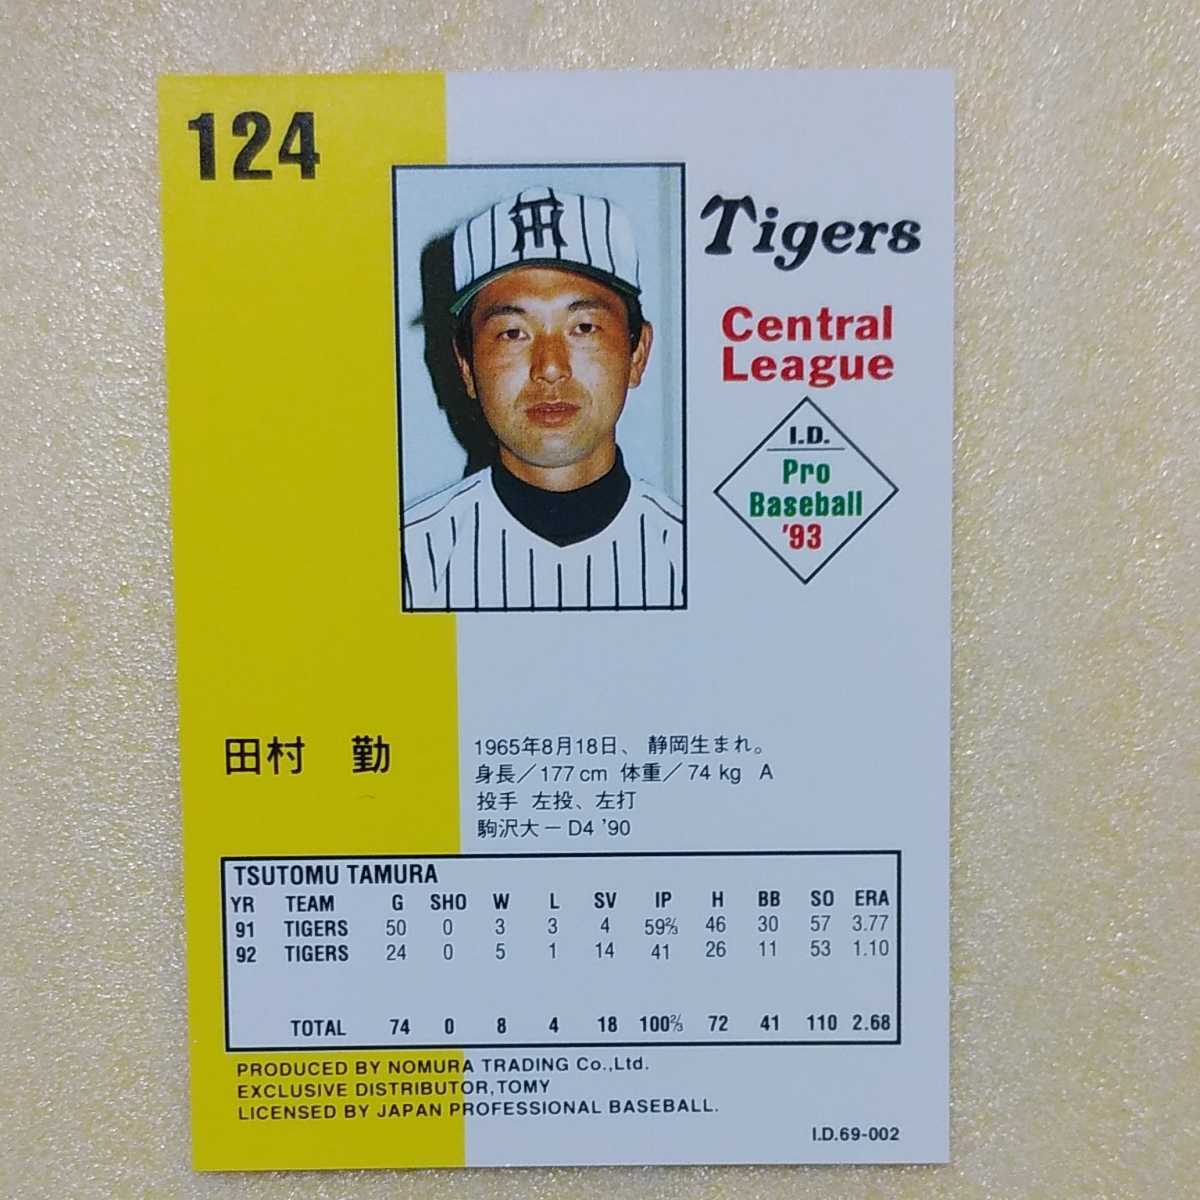 124
Tigers
Central
League
I.D.
Pro
Baseball
'93
田村 勤
1965年8月18日、 静岡生まれ。
身長／177cm 体重／74kg A
投手 左投、左打
駒沢大ーD4 '90
TSUTOMU TAMURA
YR TEAM G SHO W L SV IP H BB SO ERA
91 TIGERS 50 0 3 3 4 59⅔ 46 30 57 3.77
92 TIGERS 24 0 5 1 14 41 26 11 53 1.10
TOTAL 74 0 8 4 18 100⅔ 72 41 110 2.68
PRODUCED BY NOMURA TRADING Co.,Ltd.
EXCLUSIVE DISTRIBUTOR,TOMY
LICENSED BY JAPAN PROFESSIONAL BASEBALL.
I.D.69-002